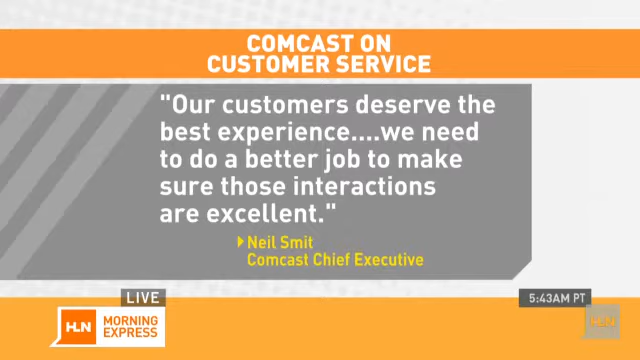 COMCAST ON
CUSTOMER SERVICE
"Our customers deserve the
best experience....we need
to do a better job to make
sure those interactions
are excellent."
Neil Smit
Comcast Chief Executive
LIVE
5:43AM PT
HLN
MORNING
EXPRESS
HLN